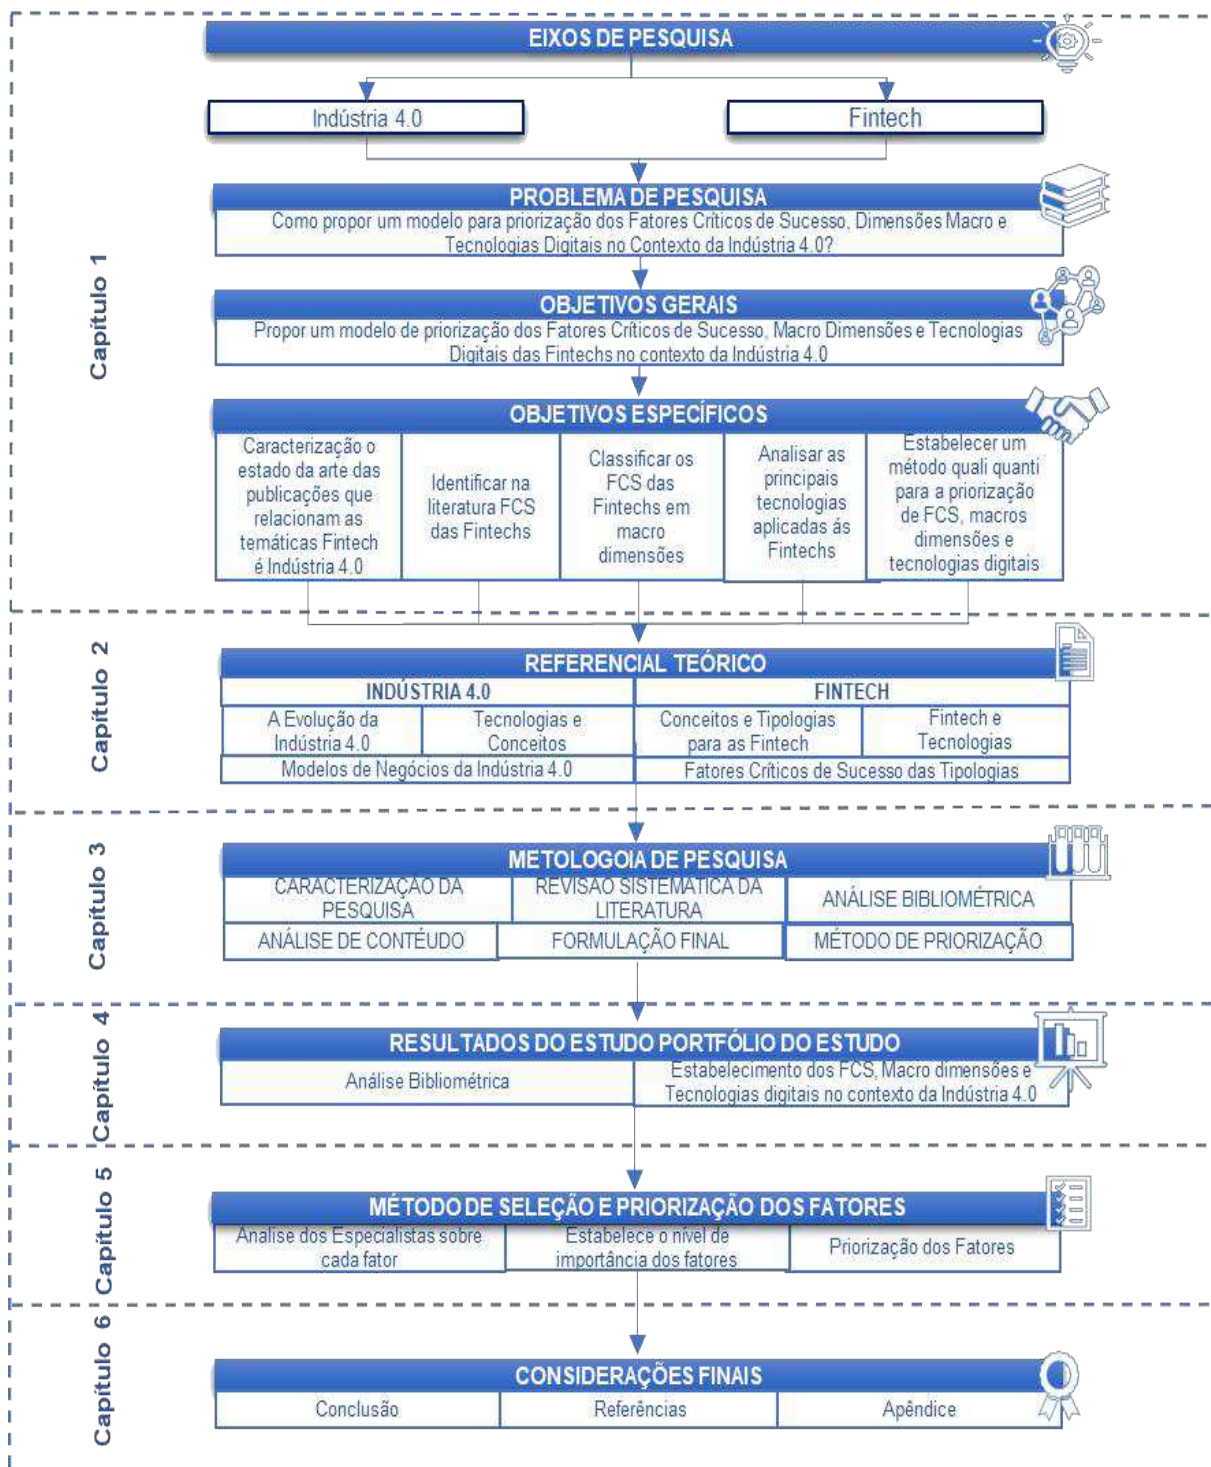 EIXOS DE PESQUISA
Indústria 4.0
Fintech
Capítulo 1
PROBLEMA DE PESQUISA
Como propor um modelo para priorização dos Fatores Críticos de Sucesso, Dimensões Macro e
Tecnologias Digitais no Contexto da Indústria 4.0?
OBJETIVOS GERAIS
Propor um modelo de priorização dos Fatores Críticos de Sucesso, Macro Dimensões e Tecnologias
Digitais das Fintechs no contexto da Indústria 4.0
OBJETIVOS ESPECÍFICOS
Caracterização o
estado da arte das
publicações que
relacionam as
temáticas Fintech
é Indústria 4.0
Identificar na
literatura FCS
das Fintechs
Classificar os
FCS das
Fintechs em
macro
dimensões
Analisar as
principais
tecnologias
aplicadas ás
Fintechs
Estabelecer um
método quali quanti
para a priorização
de FCS, macros
dimensões e
tecnologias digitais
Capítulo 2
REFERENCIAL TEÓRICO
INDÚSTRIA 4.0
FINTECH
A Evolução da
Indústria 4.0
Tecnologias e
Conceitos
Conceitos e Tipologias
para as Fintech
Fintech e
Tecnologias
Modelos de Negócios da Indústria 4.0
Fatores Críticos de Sucesso das Tipologias
Capítulo 3
METOLOGOIA DE PESQUISA
CARACTERIZAÇÃO DA
PESQUISA
REVISÃO SISTEMÁTICA DA
LITERATURA
ANÁLISE BIBLIOMÉTRICA
ANÁLISE DE CONTÉUDO
FORMULAÇÃO FINAL
MÉTODO DE PRIORIZAÇÃO
Capítulo 4
RESULTADOS DO ESTUDO PORTFÓLIO DO ESTUDO
Análise Bibliométrica
Estabelecimento dos FCS, Macro dimensões e
Tecnologias digitais no contexto da Indústria 4.0
Capítulo 5
MÉTODO DE SELEÇÃO E PRIORIZAÇÃO DOS FATORES
Analise dos Especialistas sobre
cada fator
Estabelece o nível de
importância dos fatores
Priorização dos Fatores
Capítulo 6
CONSIDERAÇÕES FINAIS
Conclusão
Referências
Apêndice